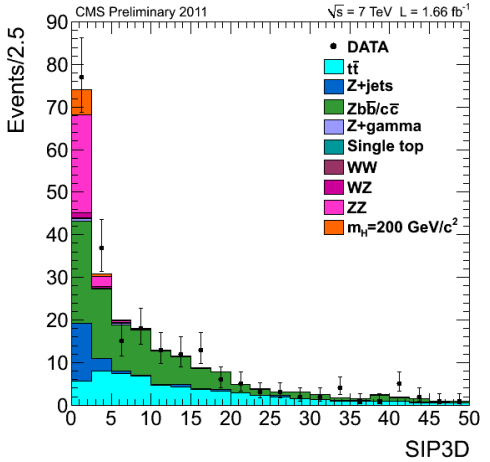 CMS Preliminary 2011
√s = 7 TeV L = 1.66 fb⁻¹
Events/2.5
90
80
70
60
50
40
30
20
10
0
DATA
tt̄
Z+jets
Zbb̄/cc̄
Z+gamma
Single top
WW
WZ
ZZ
m_H=200 GeV/c²
0 5 10 15 20 25 30 35 40 45 50
SIP3D